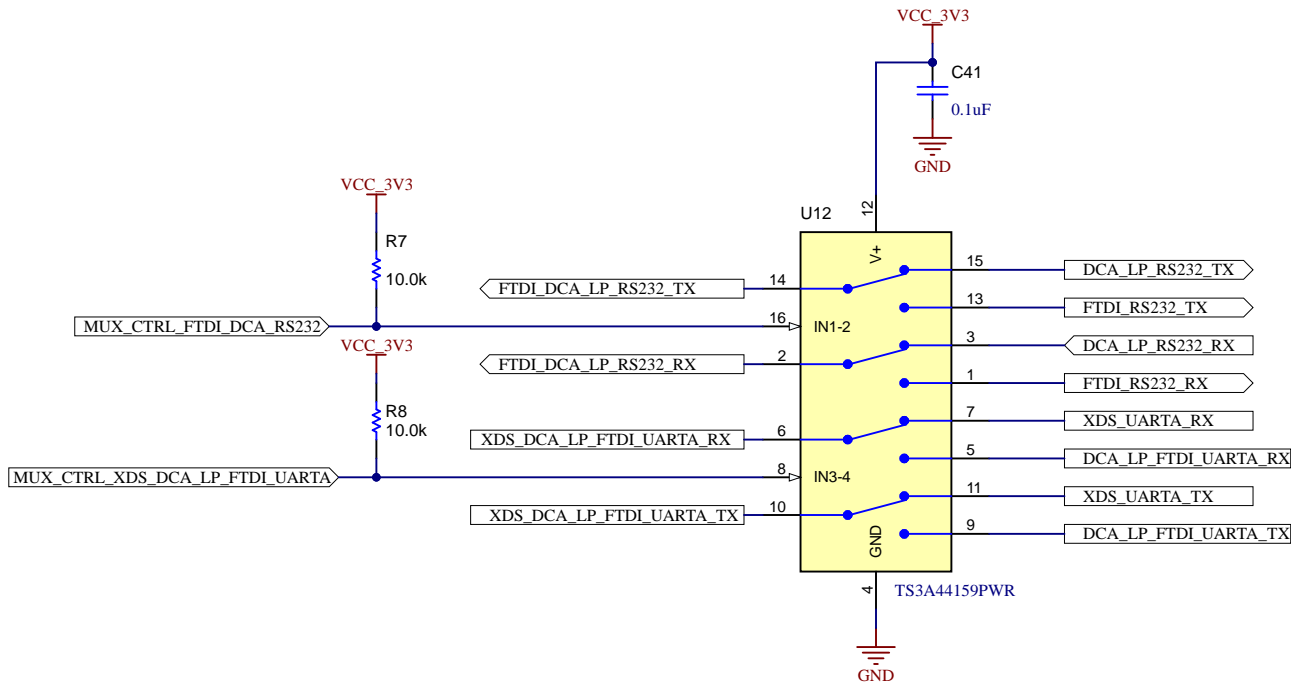 VCC_3V3
C41
0.1uF
GND
VCC_3V3
R7
10.0k
U12
12
V+
FTDI_DCA_LP_RS232_TX
14
15
DCA_LP_RS232_TX
13
FTDI_RS232_TX
MUX_CTRL_FTDI_DCA_RS232
16
IN1-2
VCC_3V3
3
DCA_LP_RS232_RX
FTDI_DCA_LP_RS232_RX
2
1
FTDI_RS232_RX
R8
10.0k
7
XDS_UARTA_RX
XDS_DCA_LP_FTDI_UARTA_RX
6
5
DCA_LP_FTDI_UARTA_RX
MUX_CTRL_XDS_DCA_LP_FTDI_UARTA
8
IN3-4
11
XDS_UARTA_TX
XDS_DCA_LP_FTDI_UARTA_TX
10
9
DCA_LP_FTDI_UARTA_TX
GND
4
TS3A44159PWR
GND